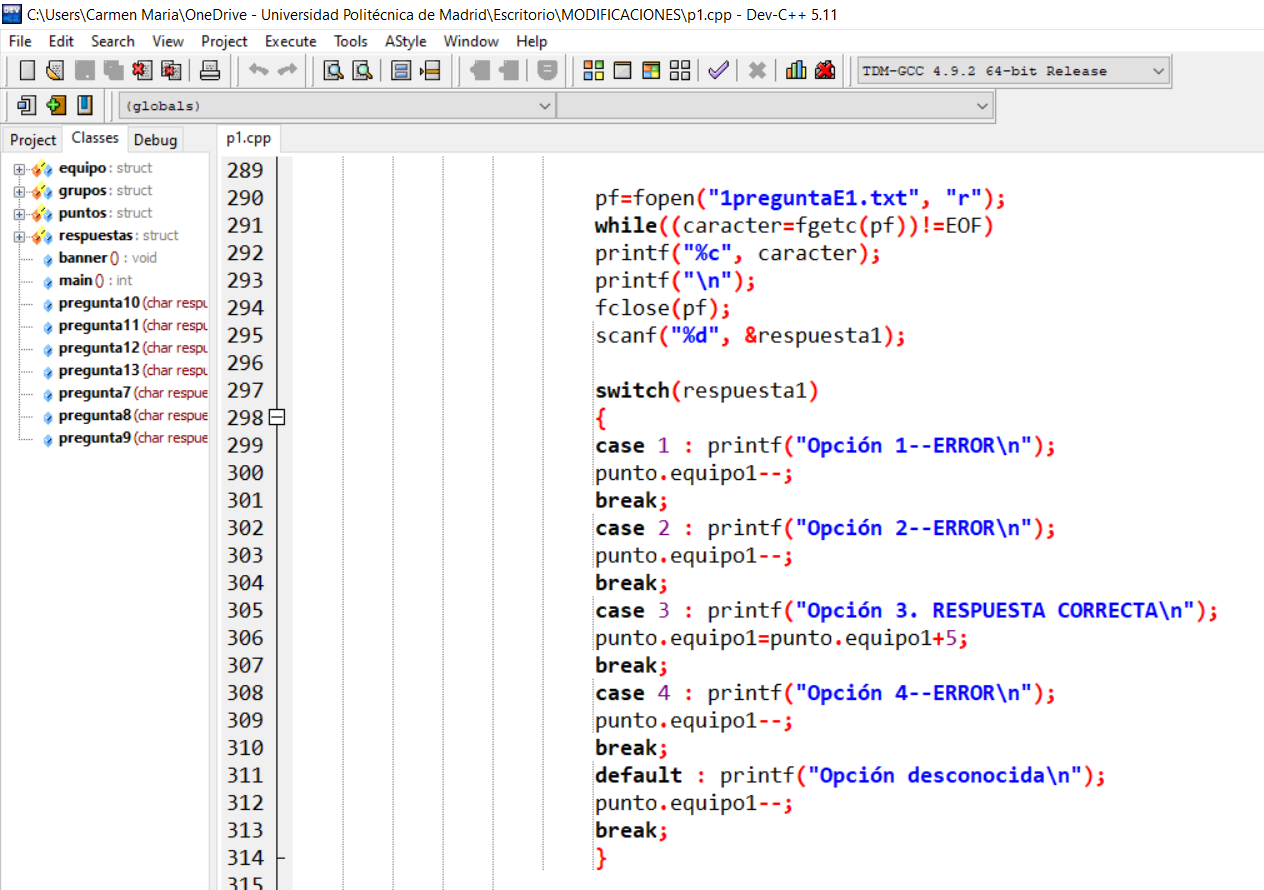 C:\Users\Carmen Maria\OneDrive - Universidad Politécnica de Madrid\Escritorio\MODIFICACIONES\p1.cpp - Dev-C++ 5.11
File Edit Search View Project Execute Tools AStyle Window Help
TDM-GCC 4.9.2 64-bit Release
(globals)
Project Classes Debug
p1.cpp
equipo : struct
grupos : struct
puntos : struct
respuestas : struct
banner () : void
main () : int
pregunta10 (char respu
pregunta11 (char respu
pregunta12 (char respu
pregunta13 (char respu
pregunta7 (char respue
pregunta8 (char respue
pregunta9 (char respue
289
290 pf=fopen("1preguntaE1.txt", "r");
291 while((caracter=fgetc(pf))!=EOF)
292 printf("%c", caracter);
293 printf("\n");
294 fclose(pf);
295 scanf("%d", &respuesta1);
296
297 switch(respuesta1)
298 {
299 case 1 : printf("Opción 1--ERROR\n");
300 punto.equipo1--;
301 break;
302 case 2 : printf("Opción 2--ERROR\n");
303 punto.equipo1--;
304 break;
305 case 3 : printf("Opción 3. RESPUESTA CORRECTA\n");
306 punto.equipo1=punto.equipo1+5;
307 break;
308 case 4 : printf("Opción 4--ERROR\n");
309 punto.equipo1--;
310 break;
311 default : printf("Opción desconocida\n");
312 punto.equipo1--;
313 break;
314 }
315